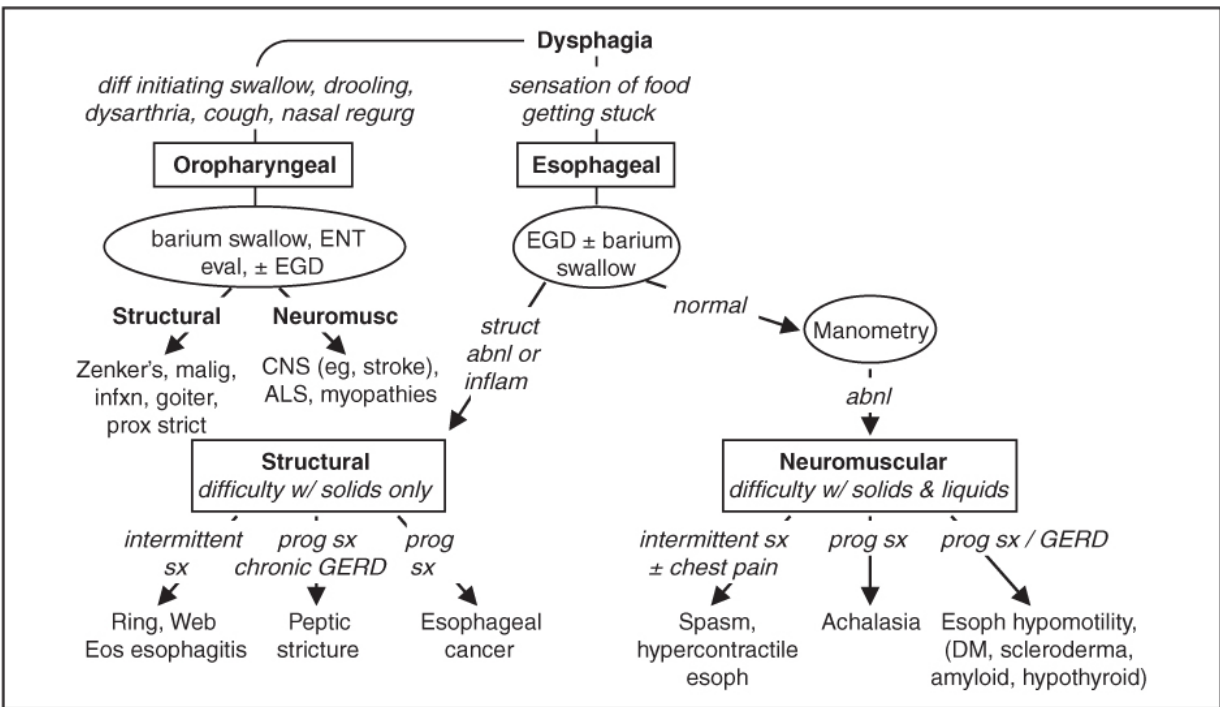 Dysphagia
diff initiating swallow, drooling,
dysarthria, cough, nasal regurg
Oropharyngeal
barium swallow, ENT
eval, ± EGD
Structural
Zenker's, malig,
infxn, goiter,
prox strict
Neuromusc
CNS (eg, stroke),
ALS, myopathies
sensation of food
getting stuck
Esophageal
EGD ± barium
swallow
struct
abnl or
inflam
Structural
difficulty w/ solids only
intermittent
sx
Ring, Web
Eos esophagitis
prog sx
chronic GERD
Peptic
stricture
prog
sx
Esophageal
cancer
normal
Manometry
abnl
Neuromuscular
difficulty w/ solids & liquids
intermittent sx
± chest pain
Spasm,
hypercontractile
esoph
prog sx
Achalasia
prog sx / GERD
Esoph hypomotility,
(DM, scleroderma,
amyloid, hypothyroid)